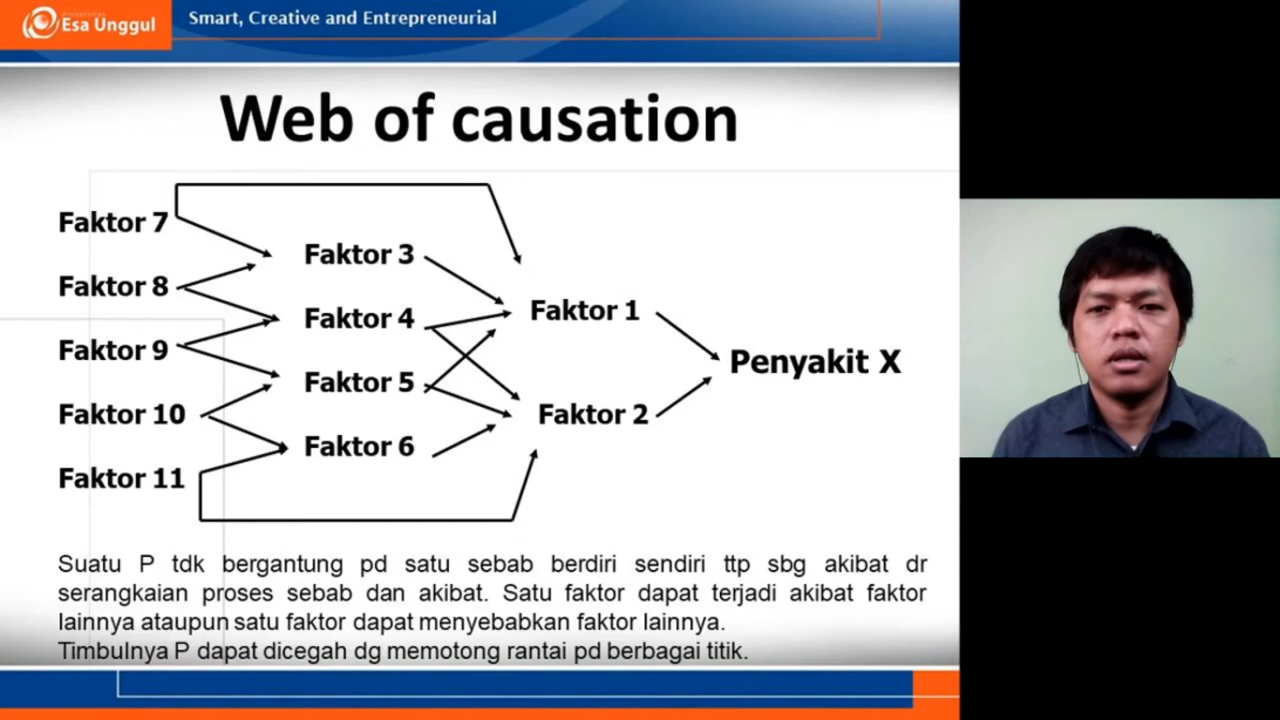 Esa Unggul
Smart, Creative and Entrepreneurial
Web of causation
Faktor 7
Faktor 8
Faktor 9
Faktor 10
Faktor 11
Faktor 3
Faktor 4
Faktor 5
Faktor 6
Faktor 1
Faktor 2
Penyakit X
Suatu P tdk bergantung pd satu sebab berdiri sendiri ttp sbg akibat dr
serangkaian proses sebab dan akibat. Satu faktor dapat terjadi akibat faktor
lainnya ataupun satu faktor dapat menyebabkan faktor lainnya.
Timbulnya P dapat dicegah dg memotong rantai pd berbagai titik.